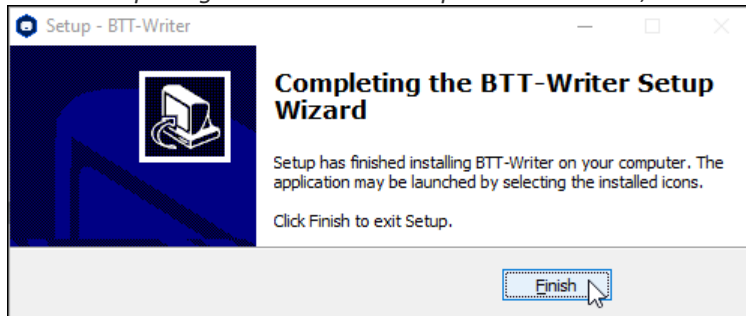 Setup - BTT-Writer
Completing the BTT-Writer Setup
Wizard
Setup has finished installing BTT-Writer on your computer. The
application may be launched by selecting the installed icons.
Click Finish to exit Setup.
Finish